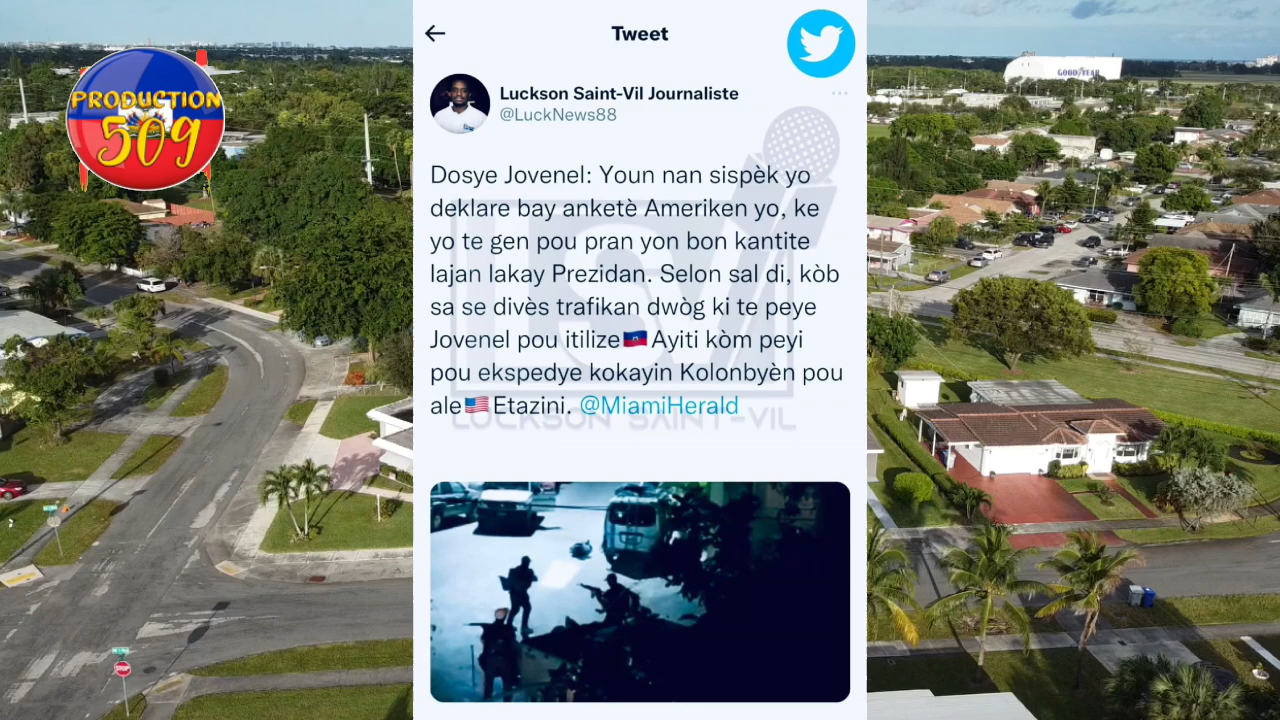 PRODUCTION
509
Tweet
Luckson Saint-Vil Journaliste
@LuckNews88
Dosye Jovenel: Youn nan sispèk yo
deklare bay anketè Ameriken yo, ke
yo te gen pou pran yon bon kantite
lajan lakay Prezidan. Selon sal di, kòb
sa se divès trafikan dwòg ki te peye
Jovenel pou itilize🇭🇹Ayiti kòm peyi
pou ekspedye kokayin Kolonbyèn pou
ale🇺🇸Etazini. @MiamiHerald
LSV
LUCKSON SAINT-VIL
GOODYEAR
STOP